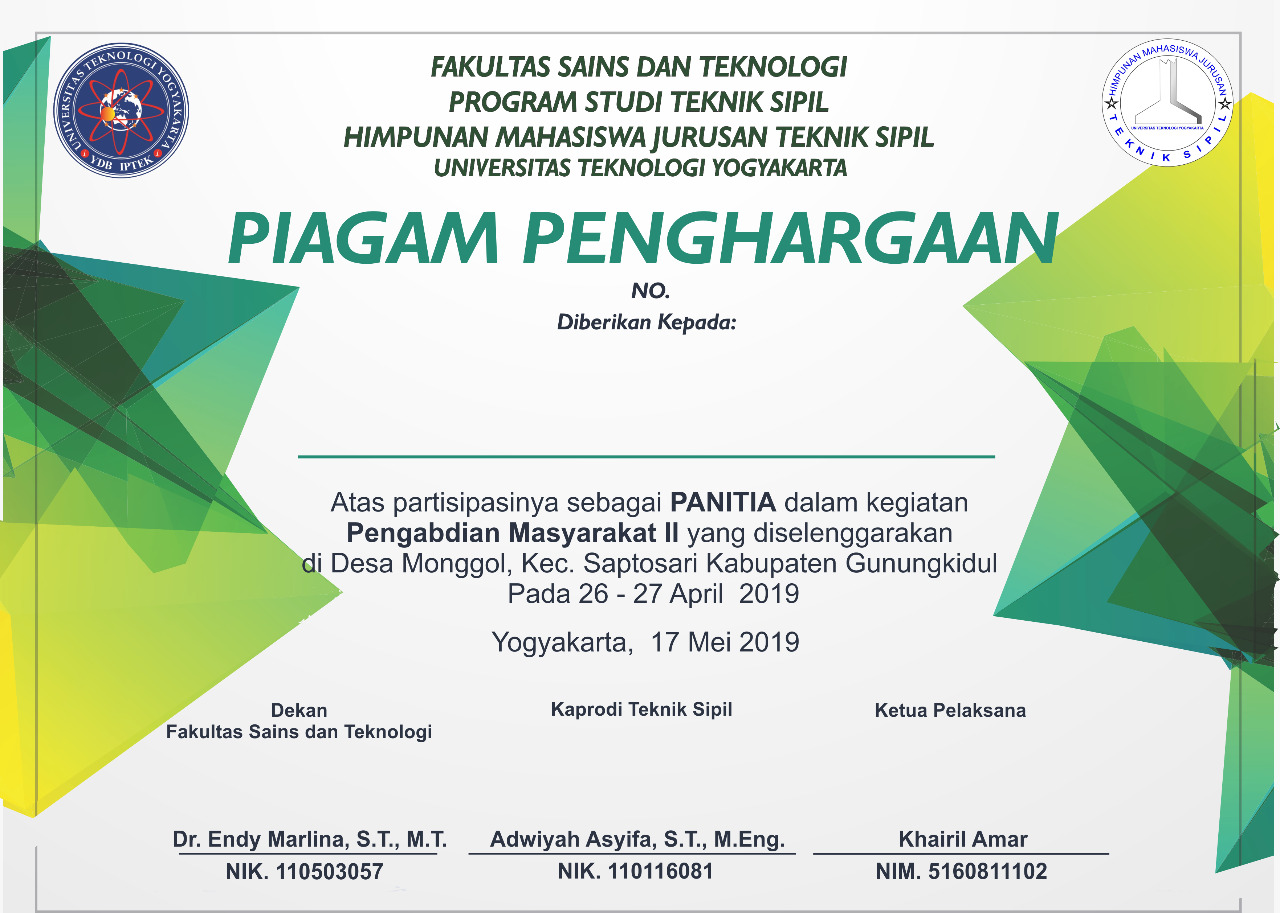 UNIVERSITAS TEKNOLOGI YOGYAKARTA
YDB IPTEK
HIMPUNAN MAHASISWA JURUSAN
UNIVERSITAS TEKNOLOGI YOGYAKARTA
TEKNIK SIPIL
FAKULTAS SAINS DAN TEKNOLOGI
PROGRAM STUDI TEKNIK SIPIL
HIMPUNAN MAHASISWA JURUSAN TEKNIK SIPIL
UNIVERSITAS TEKNOLOGI YOGYAKARTA
PIAGAM PENGHARGAAN
NO.
Diberikan Kepada:
Atas partisipasinya sebagai PANITIA dalam kegiatan
Pengabdian Masyarakat II yang diselenggarakan
di Desa Monggol, Kec. Saptosari Kabupaten Gunungkidul
Pada 26 - 27 April 2019
Yogyakarta, 17 Mei 2019
Dekan
Fakultas Sains dan Teknologi
Kaprodi Teknik Sipil
Ketua Pelaksana
Dr. Endy Marlina, S.T., M.T.
NIK. 110503057
Adwiyah Asyifa, S.T., M.Eng.
NIK. 110116081
Khairil Amar
NIM. 5160811102